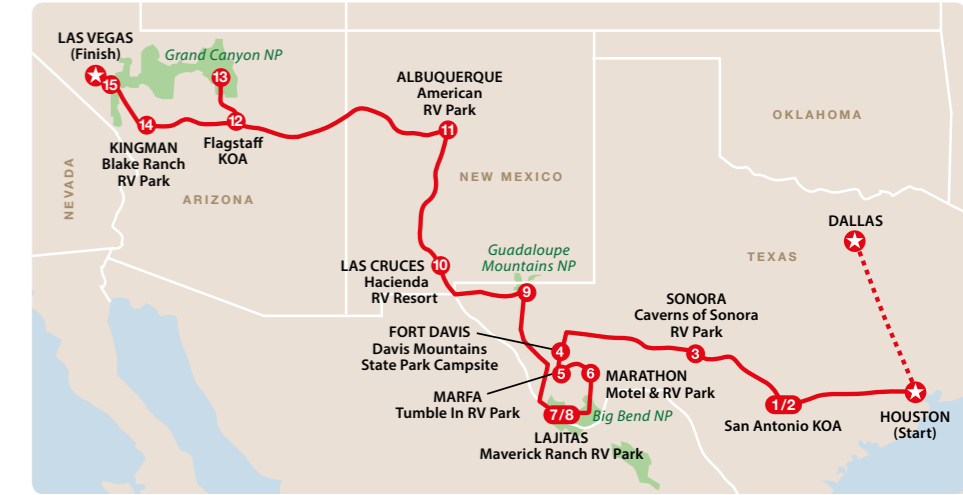 LAS VEGAS
(Finish)
Grand Canyon NP
15
13
14
12
KINGMAN
Blake Ranch
RV Park
Flagstaff
KOA
NEVADA
ARIZONA
ALBUQUERQUE
American
RV Park
11
NEW MEXICO
OKLAHOMA
TEXAS
DALLAS
LAS CRUCES
Hacienda
RV Resort
10
Guadaloupe
Mountains NP
9
SONORA
Caverns of Sonora
RV Park
3
FORT DAVIS
Davis Mountains
State Park Campsite
4
5
6
MARFA
Tumble In RV Park
MARATHON
Motel & RV Park
7/8
Big Bend NP
LAJITAS
Maverick Ranch RV Park
1/2
San Antonio KOA
HOUSTON
(Start)